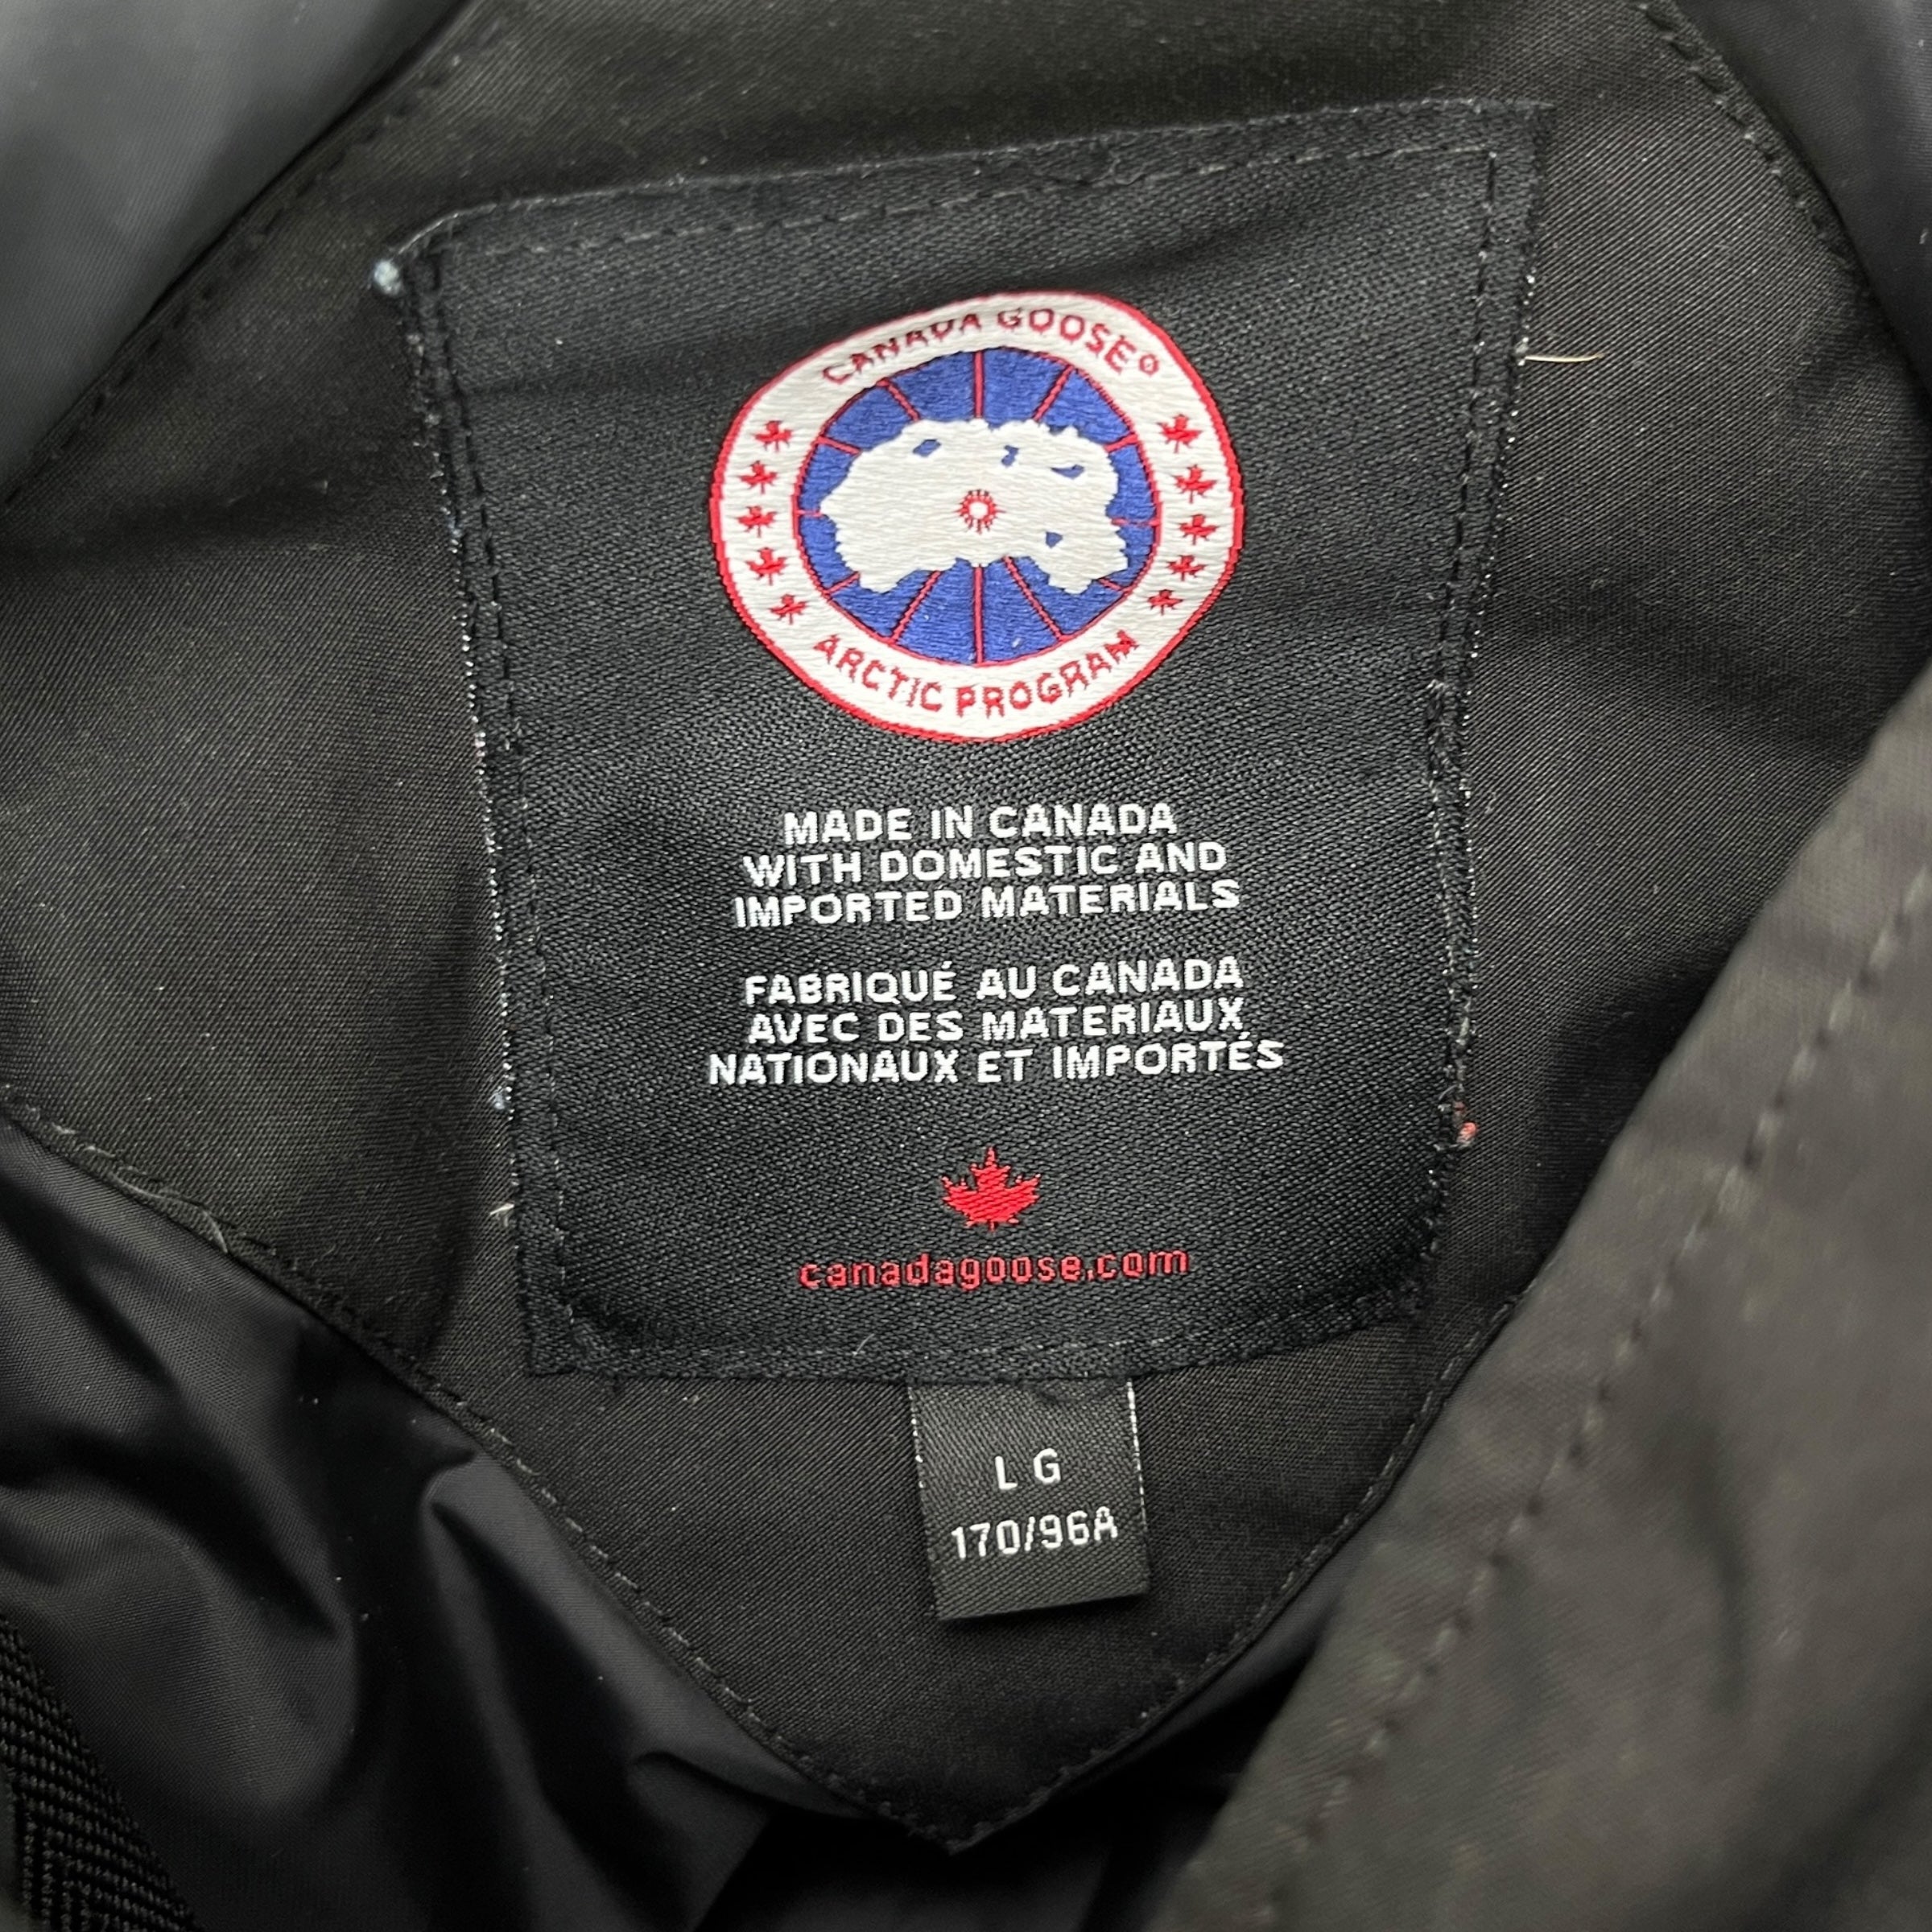 CANADA GOOSE®
ARCTIC PROGRAM
MADE IN CANADA
WITH DOMESTIC AND
IMPORTED MATERIALS
FABRIQUÉ AU CANADA
AVEC DES MATERIAUX
NATIONAUX ET IMPORTÉS
canadagoose.com
LG
170/96A